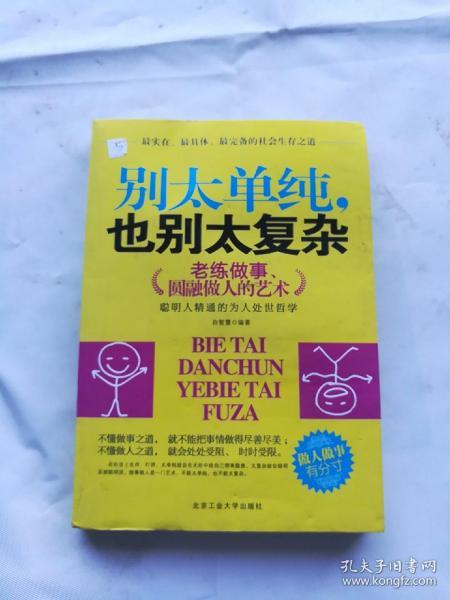 最实在、最具体、最完备的社会生存之道
别太单纯，
也别太复杂
老练做事、
圆融做人的艺术
聪明人精通的为人处世哲学
白智慧◎编著
BIE TAI
DANCHUN
YEBIE TAI
FUZA
不懂做事之道，就不能把事情做得尽善尽美；
不懂做人之道，就会处处受阻、时时受限。
做人做事
有分寸
北京工业大学出版社
孔夫子旧书网
www.kongfz.com